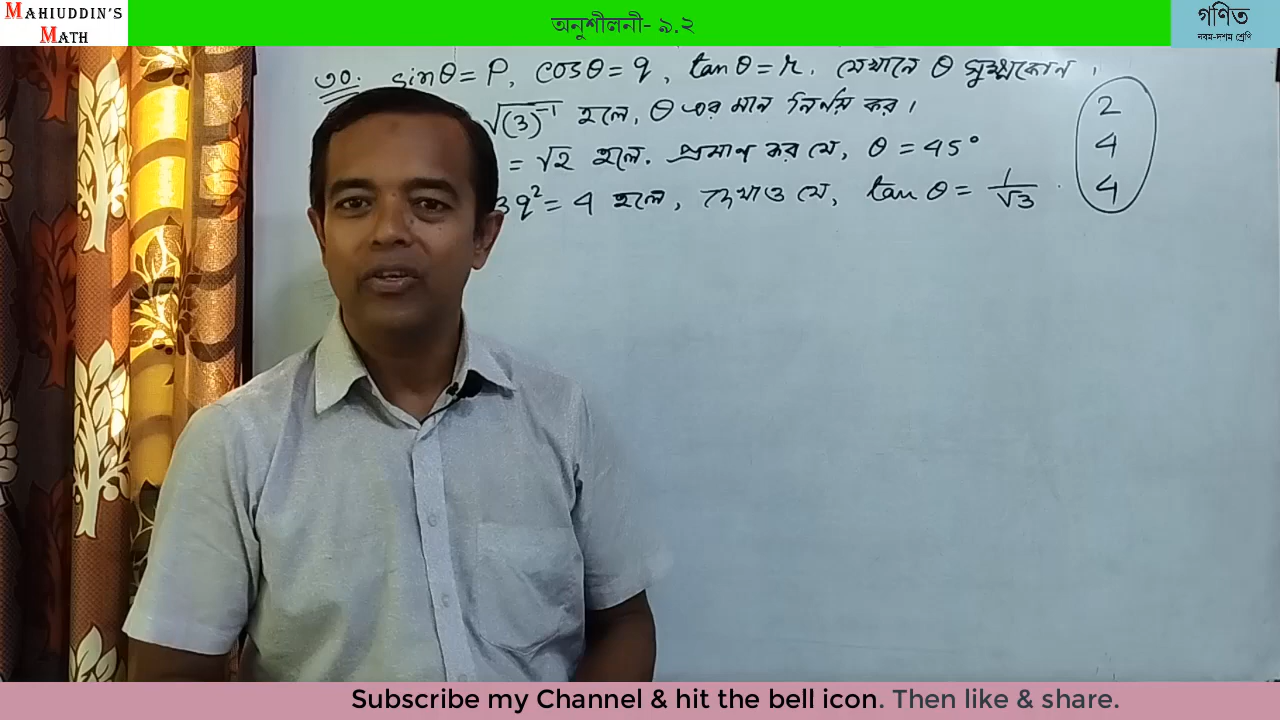 MAHIUDDIN'S
MATH
অনুশীলনী- ৯.২
গণিত
নবম-দশম শ্রেণি
৩০. sinθ = P, cosθ = q, tanθ = r. যেখানে θ সূক্ষ্মকোন।
√(3)⁻¹ হলে, θ এর মান নির্ণয় কর। 2
= √2 হলে. প্রমাণ কর যে, θ = 45° 4
3q² = 4 হলে, দেখাও যে, tanθ = 1/√3 . 4
Subscribe my Channel & hit the bell icon. Then like & share.